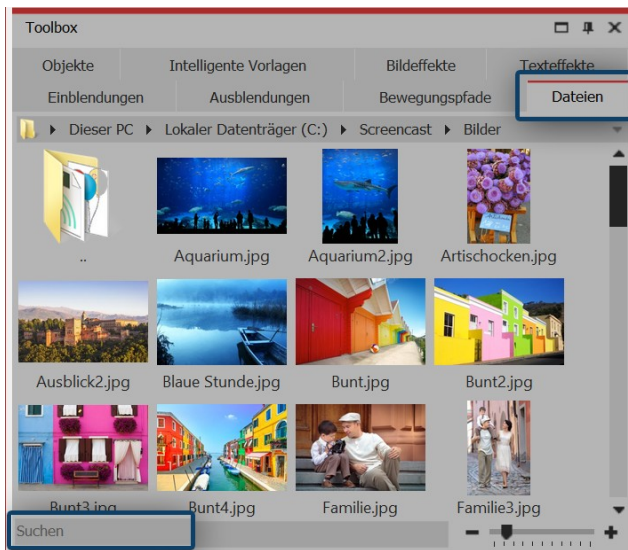 Toolbox
Objekte Intelligente Vorlagen Bildeffekte Texteffekte
Einblendungen Ausblendungen Bewegungspfade Dateien
Dieser PC Lokaler Datenträger (C:) Screencast Bilder
.. Aquarium.jpg Aquarium2.jpg Artischocken.jpg
Ausblick2.jpg Blaue Stunde.jpg Bunt.jpg Bunt2.jpg
Bunt3.jpg Bunt4.jpg Familie.jpg Familie3.jpg
Suchen